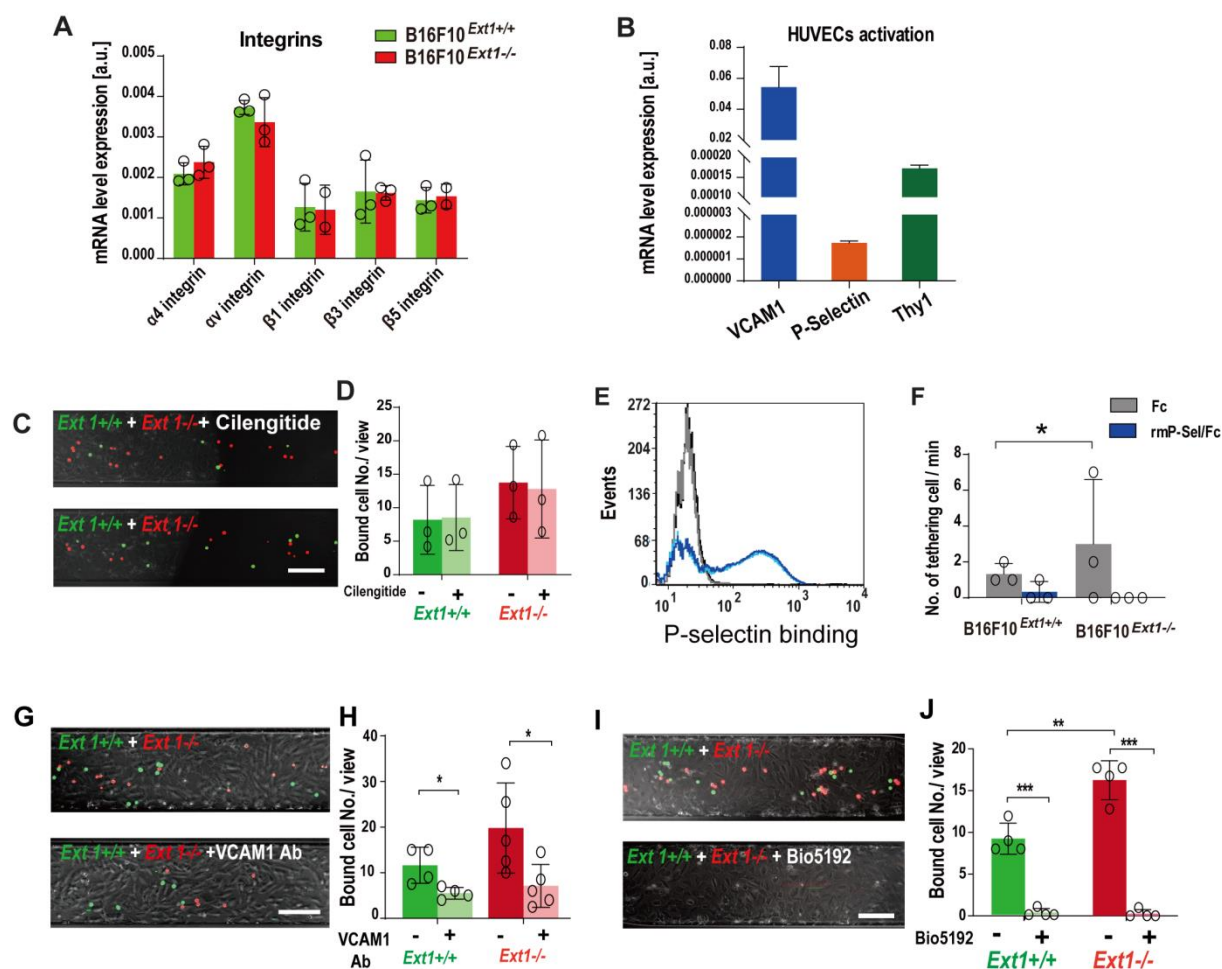 A
Integrins
B16F10 Ext1+/+
B16F10 Ext1-/-
mRNA level expression [a.u.]
0.005
0.004
0.003
0.002
0.001
0.000
α4 integrin
αv integrin
β1 integrin
β3 integrin
β5 integrin
B
HUVECs activation
mRNA level expression [a.u.]
0.08
0.06
0.04
0.02
0.00020
0.00015
0.00010
0.000003
0.000002
0.000001
0.000000
VCAM1
P-Selectin
Thy1
C
Ext 1+/+ + Ext 1-/-+ Cilengitide
Ext 1+/+ + Ext 1-/-
D
Bound cell No./ view
25
20
15
10
5
0
Cilengitide
- + - +
Ext1+/+ Ext1-/-
E
Events
272
204
136
68
0
10^1 10^2 10^3 10^4
P-selectin binding
F
Fc
rmP-Sel/Fc
*
No. of tethering cell / min
8
6
4
2
0
B16F10 Ext1+/+
B16F10 Ext1-/-
G
Ext 1+/+ + Ext 1-/-
Ext 1+/+ + Ext 1-/- +VCAM1 Ab
H
Bound cell No./ view
40
30
20
10
0
*
*
VCAM1
Ab
- + - +
Ext1+/+ Ext1-/-
I
Ext 1+/+ + Ext 1-/-
Ext 1+/+ + Ext 1-/- + Bio5192
J
Bound cell No./ view
20
15
10
5
0
**
***
***
Bio5192
- + - +
Ext1+/+ Ext1-/-